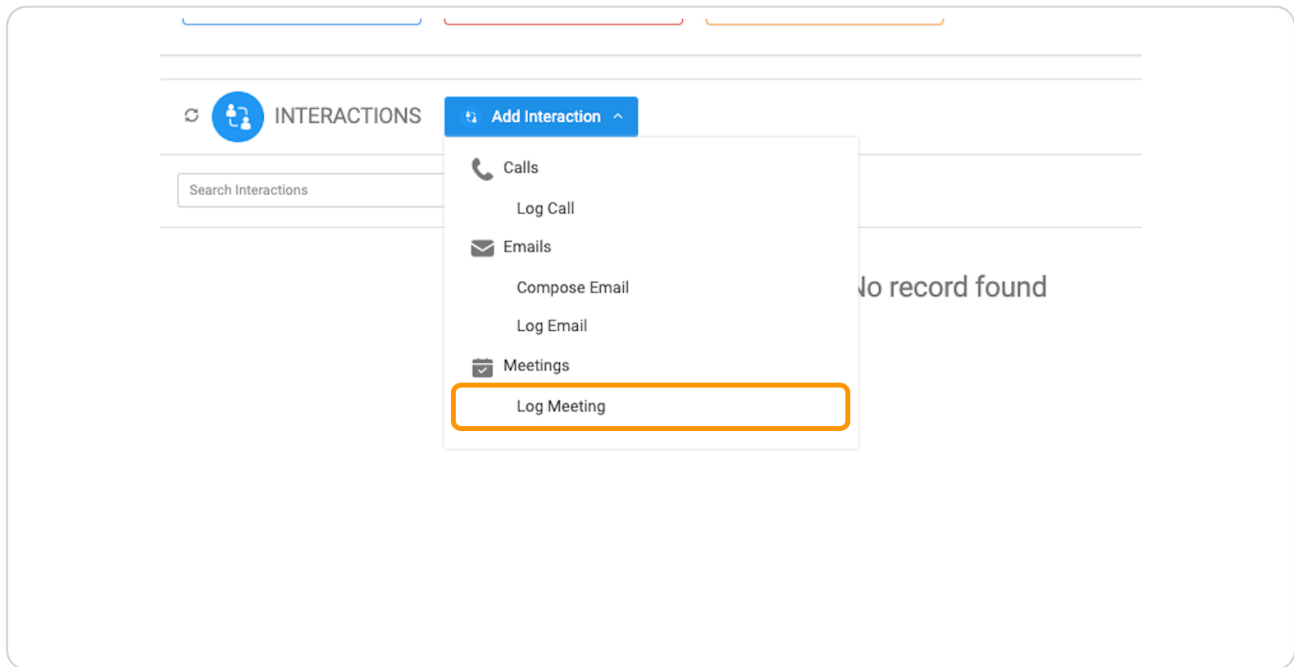 INTERACTIONS
Add Interaction
Calls
Search Interactions
Log Call
Emails
Compose Email
No record found
Log Email
Meetings
Log Meeting